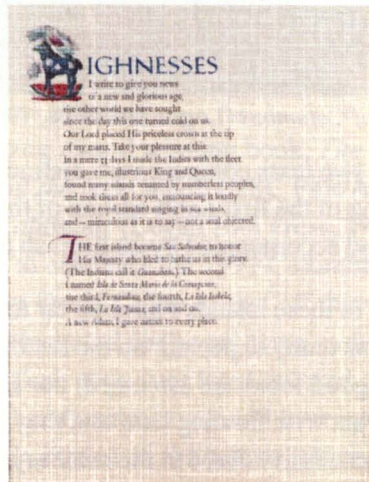 HIGHNESSES
I write to give you news
of a new and glorious age,
the other world we have sought
since the day this one turned cold on us.
Our Lord placed His priceless crown at the tip
of my masts. Take your pleasure at this:
In a mere 33 days I made the Indies with the fleet
you gave me, illustrious King and Queen,
found many islands tenanted by numberless peoples,
and took them all for you, announcing it loudly
with the royal standard singing in sea winds,
and – miraculous as it is to say – not a soul objected.
THE first island became San Salvador, to honor
His Majesty who bled to bathe us in this glory.
(The Indians call it Guanahani.) The second
I named Isla de Santa María de la Concepción,
the third, Fernandina, the fourth, La Isla Isabela,
the fifth, La Isla Juana, and on and on.
A new Adam, I gave names to every place.